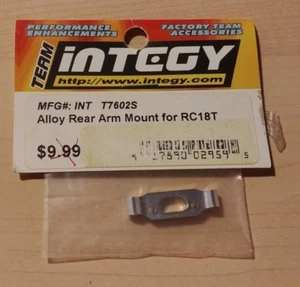 PERFORMANCE ENHANCEMENTS
FACTORY TEAM ACCESSORIES
TEAM
iNTEGY
http://www.integy.com
MFG#: INT T7602S
Alloy Rear Arm Mount for RC18T
$9.99